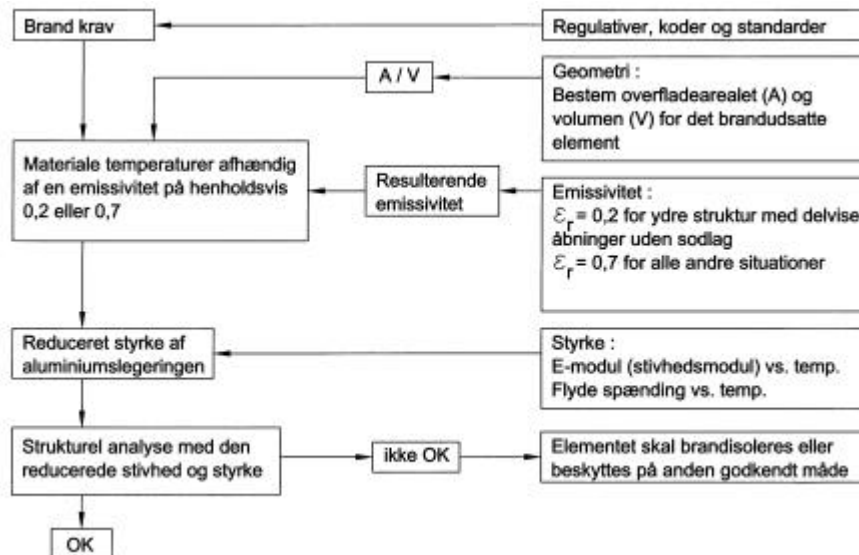 Brand krav
Regulativer, koder og standarder
A / V
Geometri :
Bestem overfladearealet (A) og
volumen (V) for det brandudsatte
element
Materiale temperaturer afhændig
af en emissivitet på henholdsvis
0,2 eller 0,7
Resulterende
emissivitet
Emissivitet :
εr = 0,2 for ydre struktur med delvise
åbninger uden sodlag
εr = 0,7 for alle andre situationer
Reduceret styrke af
aluminiumslegeringen
Styrke :
E-modul (stivhedsmodul) vs. temp.
Flyde spænding vs. temp.
Strukturel analyse med den
reducerede stivhed og styrke
ikke OK
Elementet skal brandisoleres eller
beskyttes på anden godkendt måde
OK